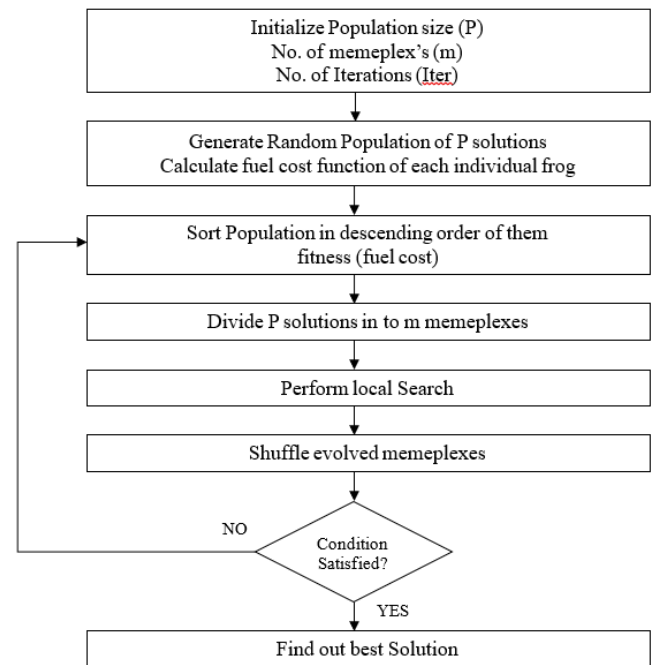 Initialize Population size (P)
No. of memeplex's (m)
No. of Iterations (Iter)
Generate Random Population of P solutions
Calculate fuel cost function of each individual frog
Sort Population in descending order of them
fitness (fuel cost)
Divide P solutions in to m memeplexes
Perform local Search
Shuffle evolved memeplexes
NO
Condition
Satisfied?
YES
Find out best Solution